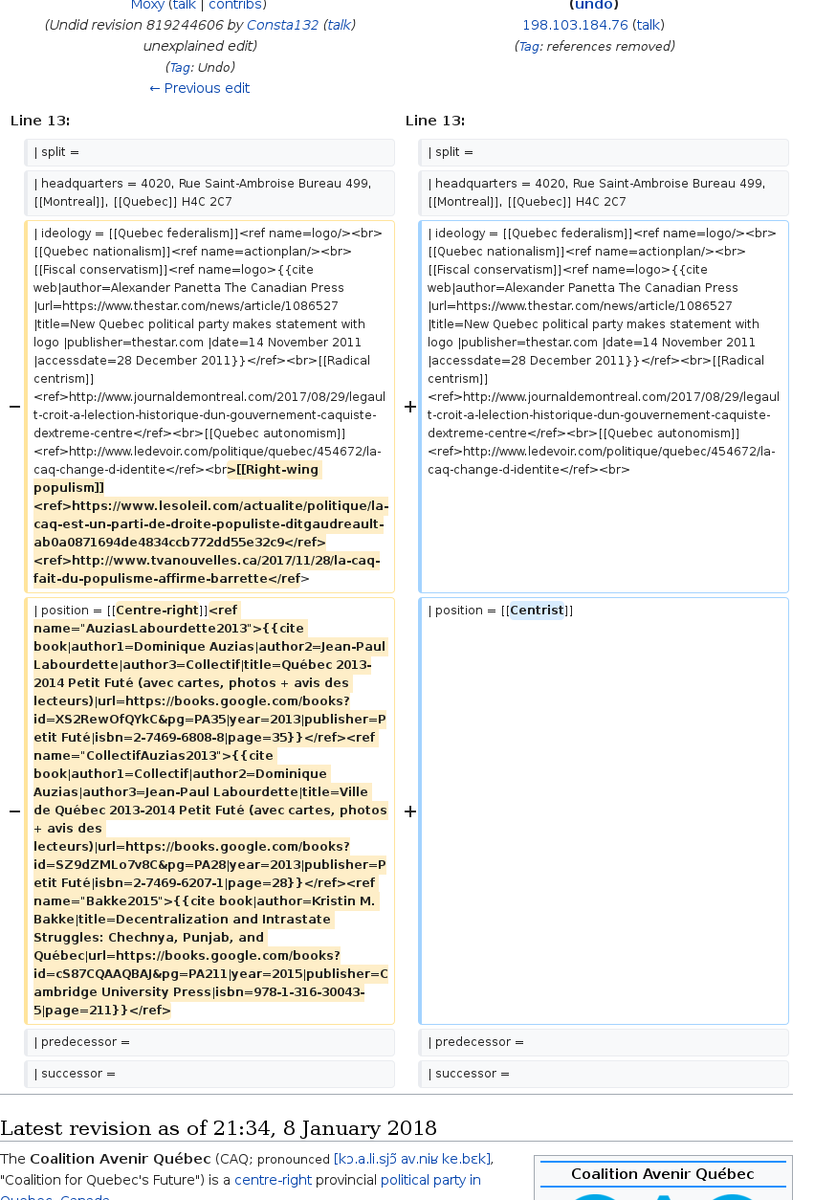 Moxy (talk | contribs)
(Undid revision 819244606 by Consta132 (talk)
unexplained edit)
(Tag: Undo)
← Previous edit
(undo)
198.103.184.76 (talk)
(Tag: references removed)
Line 13:
Line 13:
| split =
| split =
| headquarters = 4020, Rue Saint-Ambroise Bureau 499,
[[Montreal]], [[Quebec]] H4C 2C7
| headquarters = 4020, Rue Saint-Ambroise Bureau 499,
[[Montreal]], [[Quebec]] H4C 2C7
−
| ideology = [[Quebec federalism]]<ref name=logo/><br>
[[Quebec nationalism]]<ref name=actionplan/><br>
[[Fiscal conservatism]]<ref name=logo>{{cite
web|author=Alexander Panetta The Canadian Press
|url=https://www.thestar.com/news/article/1086527
|title=New Quebec political party makes statement with
logo |publisher=thestar.com |date=14 November 2011
|accessdate=28 December 2011}}</ref><br>[[Radical
centrism]]
<ref>http://www.journaldemontreal.com/2017/08/29/legaul
t-croit-a-lelection-historique-dun-gouvernement-caquiste-
dextreme-centre</ref><br>[[Quebec autonomism]]
<ref>http://www.ledevoir.com/politique/quebec/454672/la-
caq-change-d-identite</ref><br>[[Right-wing
populism]]
<ref>https://www.lesoleil.com/actualite/politique/la-
caq-est-un-parti-de-droite-populiste-ditgaudreault-
ab0a0871694de4834ccb772dd55e32c9</ref>
<ref>http://www.tvanouvelles.ca/2017/11/28/la-caq-
fait-du-populisme-affirme-barrette</ref>
+
| ideology = [[Quebec federalism]]<ref name=logo/><br>
[[Quebec nationalism]]<ref name=actionplan/><br>
[[Fiscal conservatism]]<ref name=logo>{{cite
web|author=Alexander Panetta The Canadian Press
|url=https://www.thestar.com/news/article/1086527
|title=New Quebec political party makes statement with
logo |publisher=thestar.com |date=14 November 2011
|accessdate=28 December 2011}}</ref><br>[[Radical
centrism]]
<ref>http://www.journaldemontreal.com/2017/08/29/legaul
t-croit-a-lelection-historique-dun-gouvernement-caquiste-
dextreme-centre</ref><br>[[Quebec autonomism]]
<ref>http://www.ledevoir.com/politique/quebec/454672/la-
caq-change-d-identite</ref><br>
−
| position = [[Centre-right]]<ref
name="AuziasLabourdette2013">{{cite
book|author1=Dominique Auzias|author2=Jean-Paul
Labourdette|author3=Collectif|title=Québec 2013-
2014 Petit Futé (avec cartes, photos + avis des
lecteurs)|url=https://books.google.com/books?
id=XS2RewOfQYkC&pg=PA35|year=2013|publisher=P
etit Futé|isbn=2-7469-6808-8|page=35}}</ref><ref
name="CollectifAuzias2013">{{cite
book|author1=Collectif|author2=Dominique
Auzias|author3=Jean-Paul Labourdette|title=Ville
de Québec 2013-2014 Petit Futé (avec cartes, photos
+ avis des
lecteurs)|url=https://books.google.com/books?
id=SZ9dZMLo7v8C&pg=PA28|year=2013|publisher=P
etit Futé|isbn=2-7469-6207-1|page=28}}</ref><ref
name="Bakke2015">{{cite book|author=Kristin M.
Bakke|title=Decentralization and Intrastate
Struggles: Chechnya, Punjab, and
Québec|url=https://books.google.com/books?
id=cS87CQAAQBAJ&pg=PA211|year=2015|publisher=C
ambridge University Press|isbn=978-1-316-30043-
5|page=211}}</ref>
+
| position = [[Centrist]]
| predecessor =
| predecessor =
| successor =
| successor =
Latest revision as of 21:34, 8 January 2018
The Coalition Avenir Québec (CAQ; pronounced [kɔ.a.li.sjɔ̃ av.niʁ ke.bɛk],
"Coalition for Quebec's Future") is a centre-right provincial political party in
Quebec, Canada
Coalition Avenir Québec